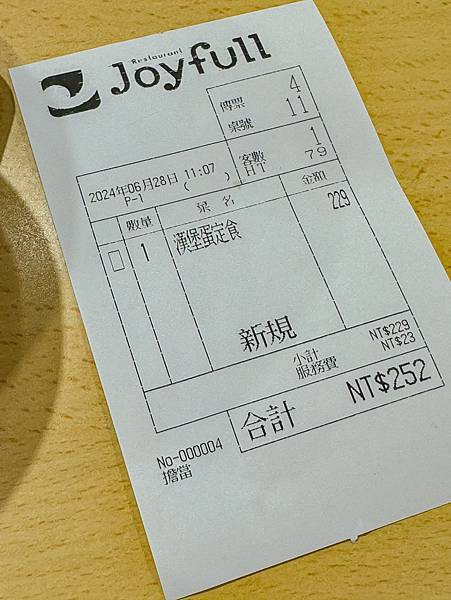 Restaurant
Joyfull
傳票 4
桌號 11
2024年06月28日 11:07
P-1 ( )
客數 1
79
數量 菜 名 金額
1 漢堡蛋定食 229
新規
小計 NT$229
服務費 NT$23
合計 NT$252
No-000004
擔當